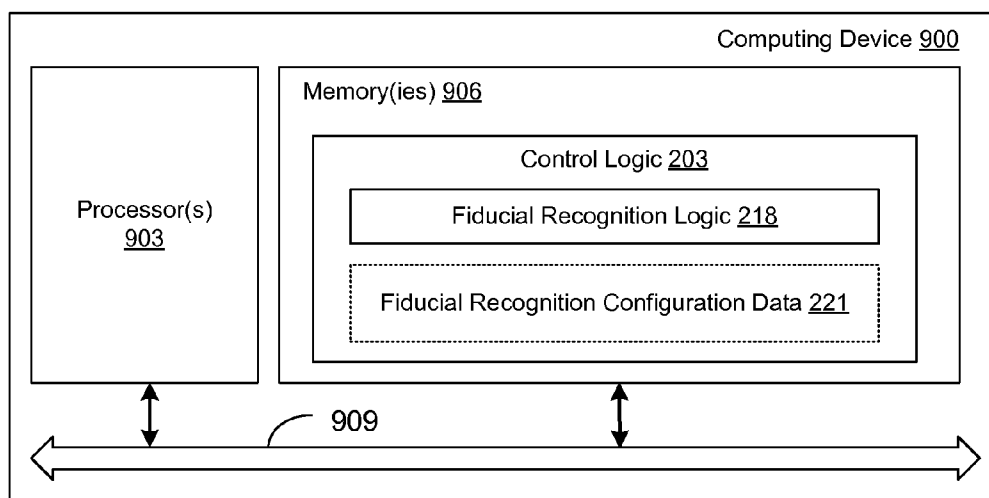 Computing Device 900
Memory(ies) 906
Control Logic 203
Processor(s)
903
Fiducial Recognition Logic 218
Fiducial Recognition Configuration Data 221
909